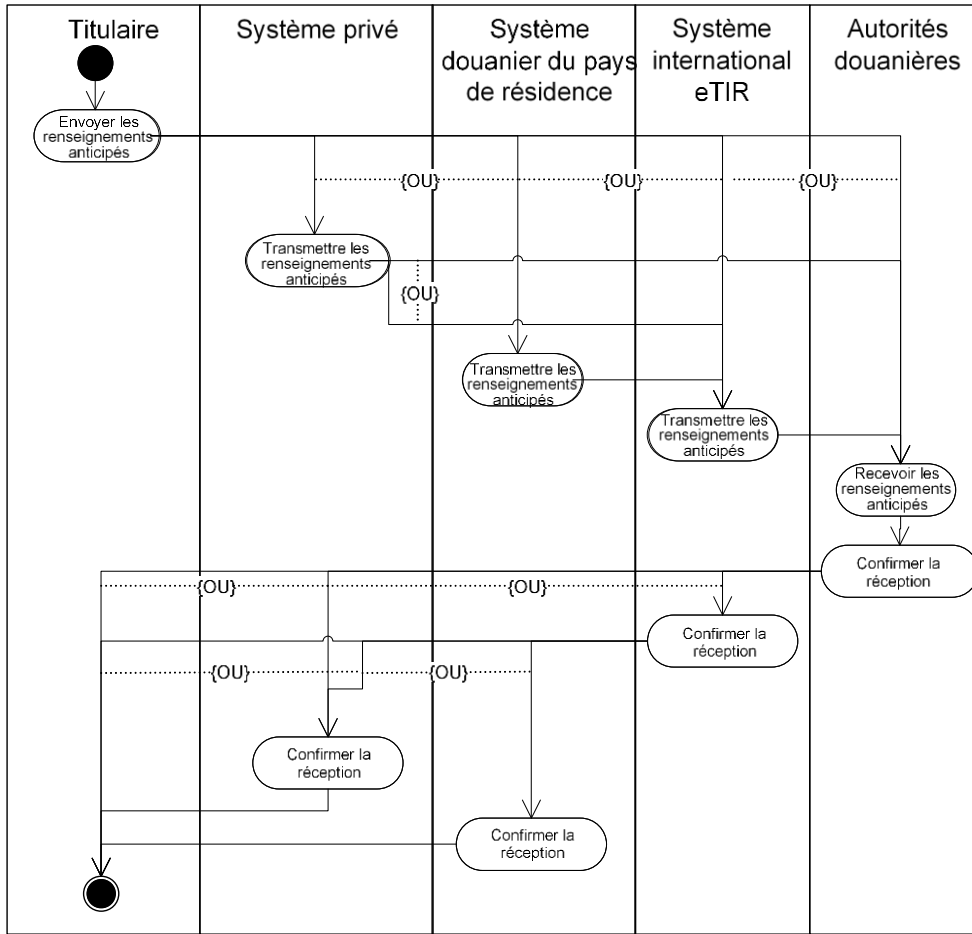 Titulaire
Système privé
Système
douanier du pays
de résidence
Système
international
eTIR
Autorités
douanières
Envoyer les
renseignements
anticipés
{OU}
{OU}
{OU}
Transmettre les
renseignements
anticipés
{OU}
Transmettre les
renseignements
anticipés
Transmettre les
renseignements
anticipés
Recevoir les
renseignements
anticipés
Confirmer la
réception
{OU}
{OU}
Confirmer la
réception
{OU}
{OU}
Confirmer la
réception
Confirmer la
réception